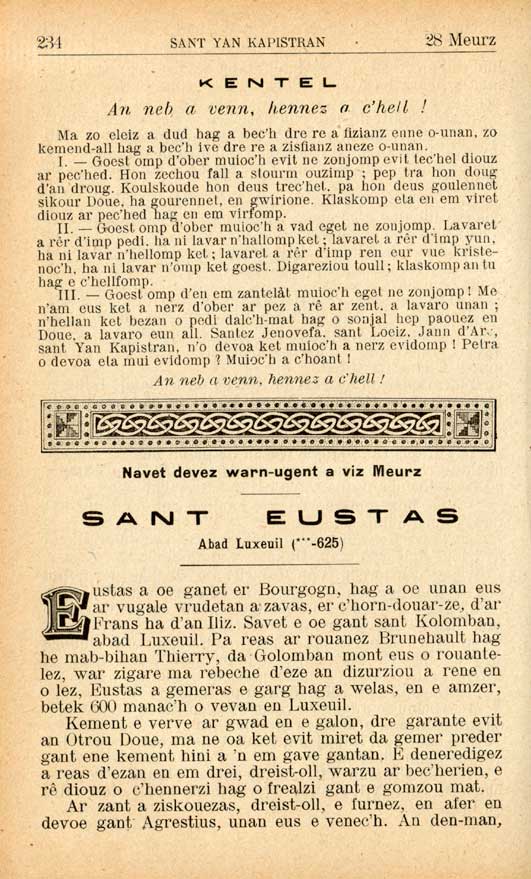 234 SANT YAN KAPISTRAN 28 Meurz
KENTEL
An neb a venn, hennez a c'hell !
Ma zo eleiz a dud hag a bec'h dre re a fizianz enne o-unan, zo
kemend-all hag a bec'h ive dre re a zisfianz aneze o-unan.
I. — Goest omp d'ober muioc'h evit ne zonjomp evit tec'hel diouz
ar pec'hed. Hon zechou fall a stourm ouzimp ; pep tra hon doug
d'an droug. Koulskoude hon deus trec'het, pa hon deus goulennet
sikour Doue, ha gourennet, en gwirione. Klaskomp eta en em viret
diouz ar pec'hed hag en em virfomp.
II. — Goest omp d'ober muioc'h a vad eget ne zonjomp. Lavaret
a rêr d'imp pedi, ha ni lavar n'hallomp ket ; lavaret a rêr d'imp yun,
ha ni lavar n'hellomp ket ; lavaret a rêr d'imp ren eur vue kriste-
noc'h, ha ni lavar n'omp ket goest. Digareziou toull ; klaskomp an tu
hag e c'hellfomp.
III. — Goest omp d'en em zantelât muioc'h eget ne zonjomp ! Me
n'am eus ket a nerz d'ober ar pez a rê ar zent, a lavaro unan ;
n'hellan ket bezan o pedi dalc'h-mat hag o sonjal hep paouez en
Doue, a lavaro eun all. Santez Jenovefa, sant Loeiz, Jann d'Ar.,
sant Yan Kapistran, n'o devoa ket muioc'h a nerz evidomp ! Petra
o devoa eta mui evidomp ? Muioc'h a c'hoant !
An neb a venn, hennez a c'hell !
Navet devez warn-ugent a viz Meurz
SANT EUSTAS
Abad Luxeuil (***-625)
Eustas a oe ganet er Bourgogn, hag a oe unan eus
ar vugale vrudetan a zavas, er c'horn-douar-ze, d'ar
Frans ha d'an Iliz. Savet e oe gant sant Kolomban,
abad Luxeuil. Pa reas ar rouanez Brunehault hag
he mab-bihan Thierry, da Golomban mont eus o rouante-
lez, war zigare ma rebeche d'eze an dizurziou a rene en
o lez, Eustas a gemeras e garg hag a welas, en e amzer,
betek 600 manac'h o vevan en Luxeuil.
Kement e verve ar gwad en e galon, dre garante evit
an Otrou Doue, ma ne oa ket evit miret da gemer preder
gant ene kement hini a 'n em gave gantan. E deneredigez
a reas d'ezan en em drei, dreist-oll, warzu ar bec'herien, e
rê diouz o c'hennerzi hag o frealzi gant e gomzou mat.
Ar zant a ziskouezas, dreist-oll, e furnez, en afer en
devoe gant Agrestius, unan eus e venec'h. An den-man,